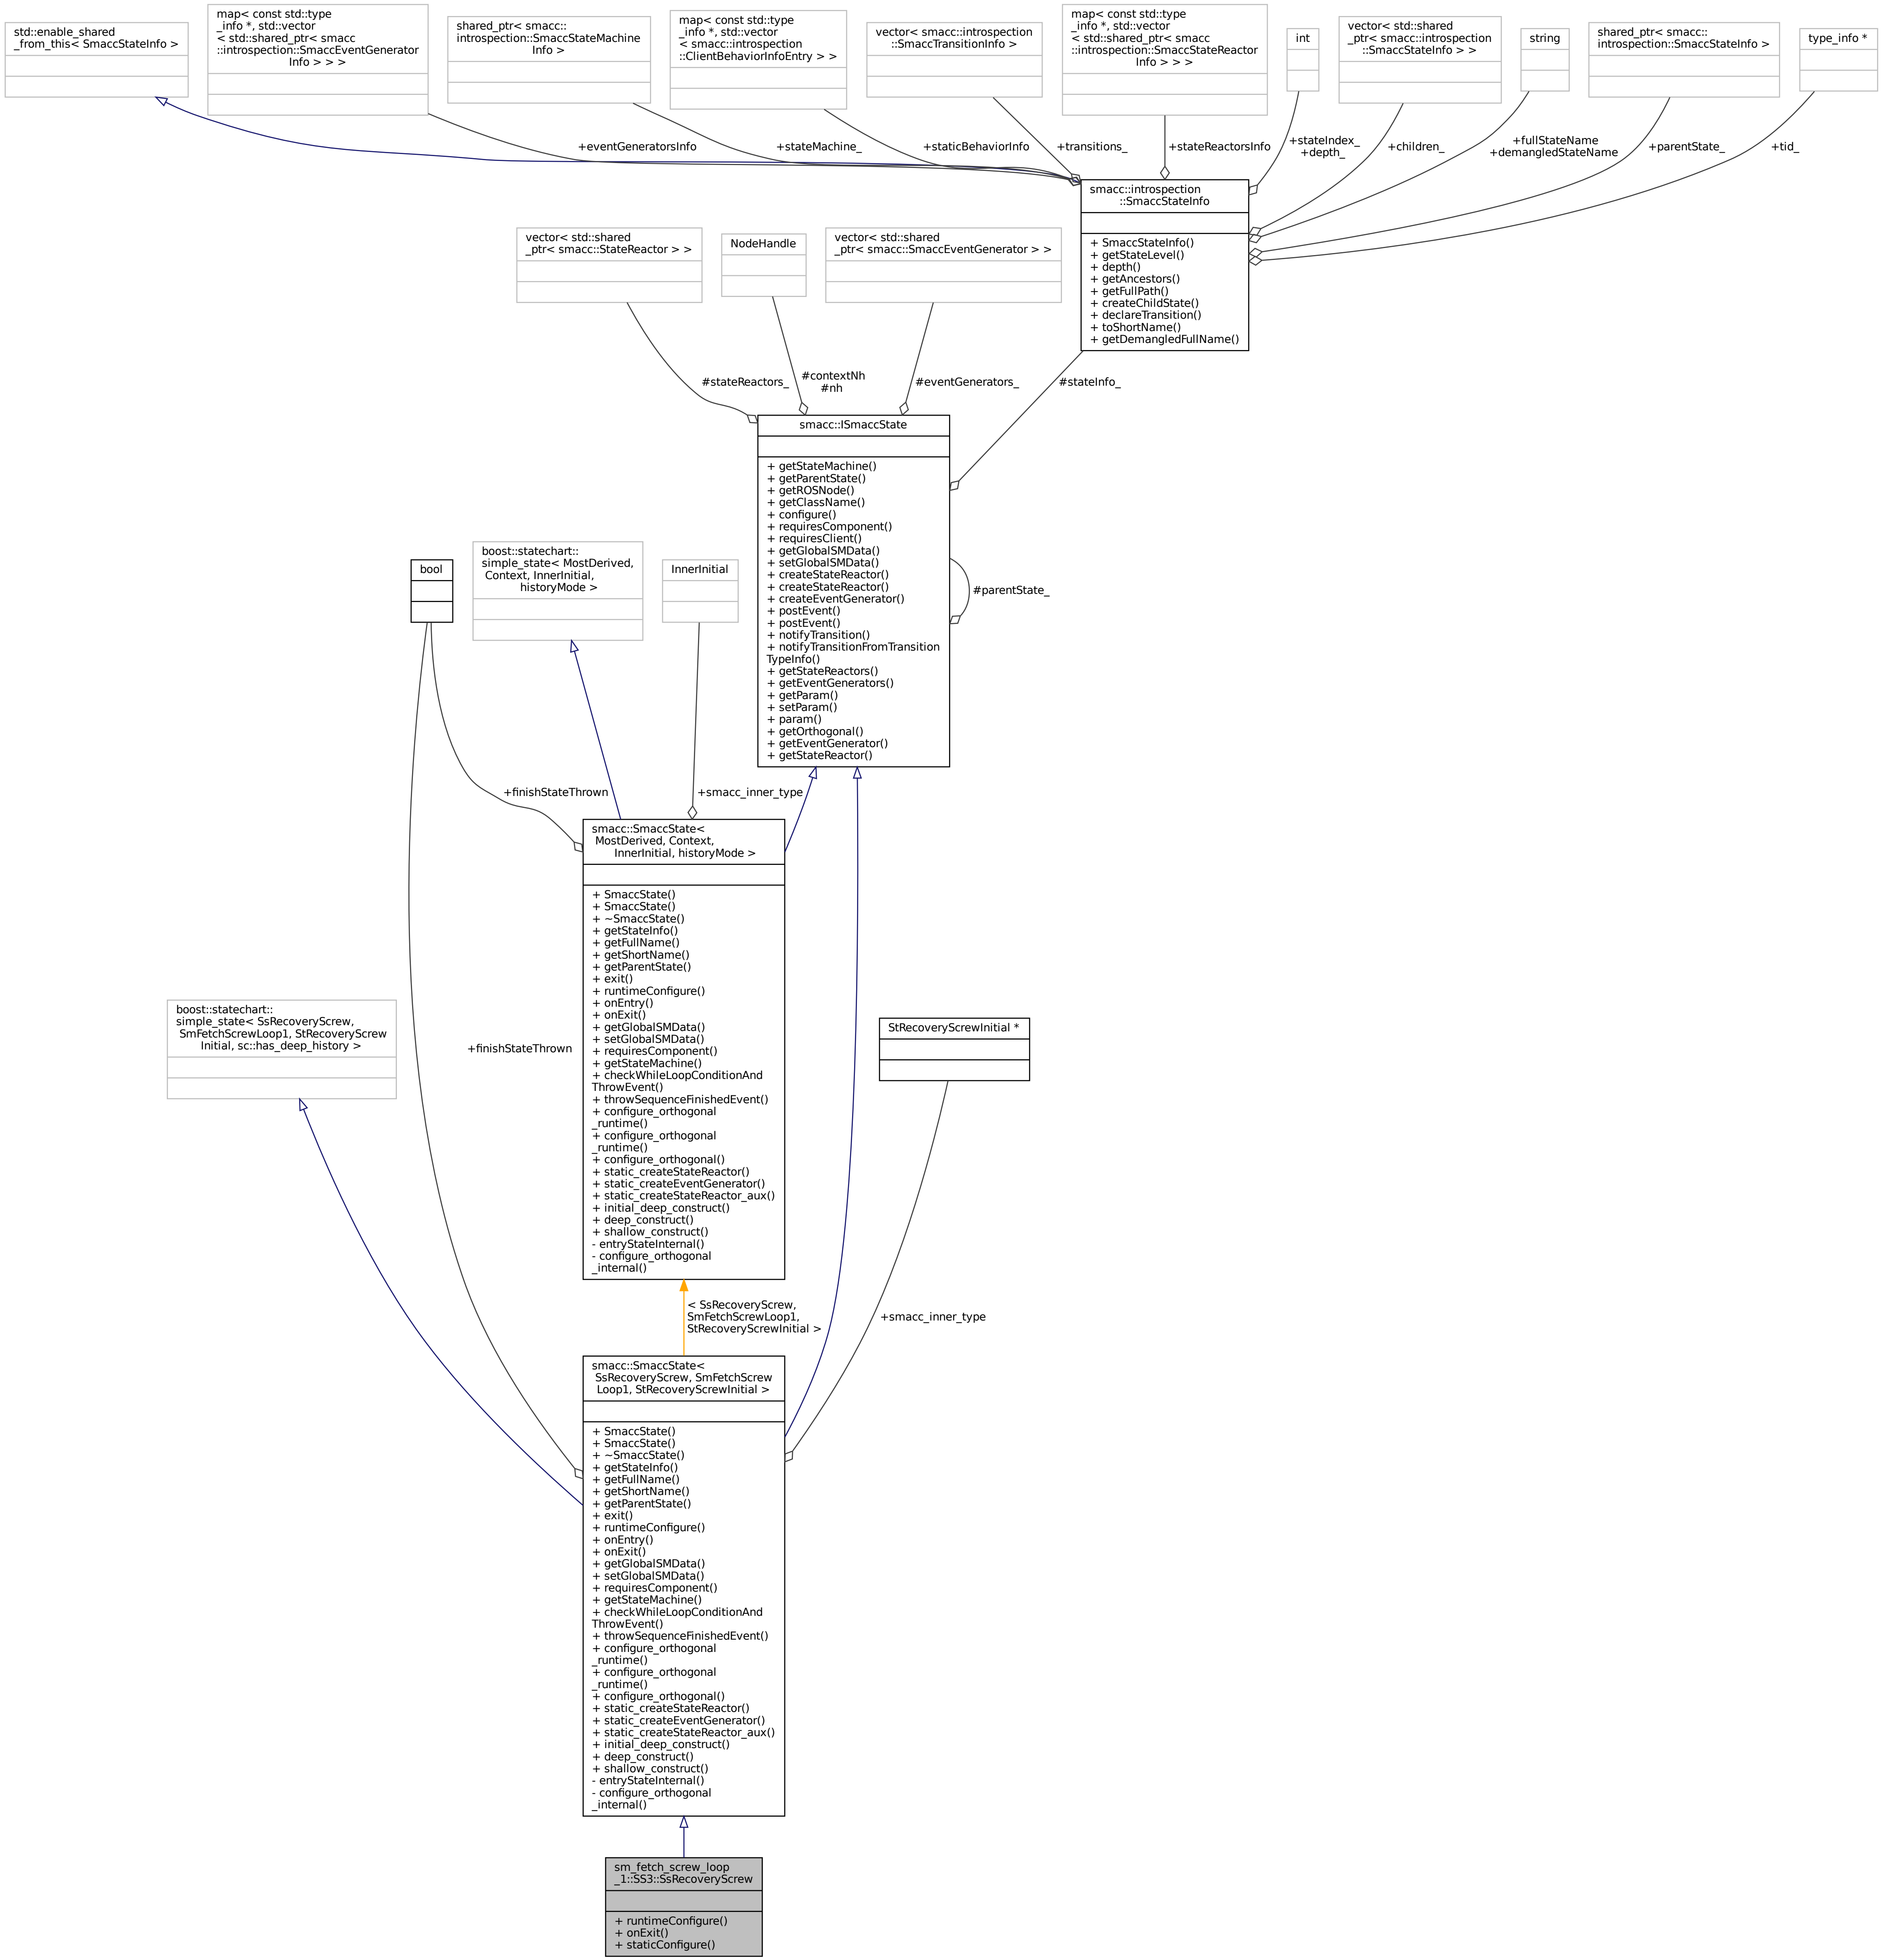 std::enable_shared
_from_this< SmaccStateInfo >
map< const std::type
_info *, std::vector
< std::shared_ptr< smacc
::introspection::SmaccEventGenerator
Info > > >
shared_ptr< smacc::
introspection::SmaccStateMachine
Info >
map< const std::type
_info *, std::vector
< smacc::introspection
::ClientBehaviorInfoEntry > >
vector< smacc::introspection
::SmaccTransitionInfo >
map< const std::type
_info *, std::vector
< std::shared_ptr< smacc
::introspection::SmaccStateReactor
Info > > >
int
vector< std::shared
_ptr< smacc::introspection
::SmaccStateInfo > >
string
shared_ptr< smacc::
introspection::SmaccStateInfo >
type_info *
+eventGeneratorsInfo
+stateMachine_
+staticBehaviorInfo
+transitions_
+stateReactorsInfo
+stateIndex_
+depth_
+children_
+fullStateName
+demangledStateName
+parentState_
+tid_
smacc::introspection
::SmaccStateInfo
+ SmaccStateInfo()
+ getStateLevel()
+ depth()
+ getAncestors()
+ getFullPath()
+ createChildState()
+ declareTransition()
+ toShortName()
+ getDemangledFullName()
vector< std::shared
_ptr< smacc::StateReactor > >
NodeHandle
vector< std::shared
_ptr< smacc::SmaccEventGenerator > >
#stateReactors_
#contextNh
#nh
#eventGenerators_
#stateInfo_
smacc::ISmaccState
+ getStateMachine()
+ getParentState()
+ getROSNode()
+ getClassName()
+ configure()
+ requiresComponent()
+ requiresClient()
+ getGlobalSMData()
+ setGlobalSMData()
+ createStateReactor()
+ createStateReactor()
+ createEventGenerator()
+ postEvent()
+ postEvent()
+ notifyTransition()
+ notifyTransitionFromTransition
TypeInfo()
+ getStateReactors()
+ getEventGenerators()
+ getParam()
+ setParam()
+ param()
+ getOrthogonal()
+ getEventGenerator()
+ getStateReactor()
#parentState_
bool
boost::statechart::
simple_state< MostDerived,
Context, InnerInitial,
historyMode >
InnerInitial
+finishStateThrown
+smacc_inner_type
smacc::SmaccState<
MostDerived, Context,
InnerInitial, historyMode >
+ SmaccState()
+ SmaccState()
+ ~SmaccState()
+ getStateInfo()
+ getFullName()
+ getShortName()
+ getParentState()
+ exit()
+ runtimeConfigure()
+ onEntry()
+ onExit()
+ getGlobalSMData()
+ setGlobalSMData()
+ requiresComponent()
+ getStateMachine()
+ checkWhileLoopConditionAnd
ThrowEvent()
+ throwSequenceFinishedEvent()
+ configure_orthogonal
_runtime()
+ configure_orthogonal
_runtime()
+ configure_orthogonal()
+ static_createStateReactor()
+ static_createEventGenerator()
+ static_createStateReactor_aux()
+ initial_deep_construct()
+ deep_construct()
+ shallow_construct()
- entryStateInternal()
- configure_orthogonal
_internal()
boost::statechart::
simple_state< SsRecoveryScrew,
SmFetchScrewLoop1, StRecoveryScrew
Initial, sc::has_deep_history >
+finishStateThrown
StRecoveryScrewInitial *
< SsRecoveryScrew,
SmFetchScrewLoop1,
StRecoveryScrewInitial >
+smacc_inner_type
smacc::SmaccState<
SsRecoveryScrew, SmFetchScrew
Loop1, StRecoveryScrewInitial >
+ SmaccState()
+ SmaccState()
+ ~SmaccState()
+ getStateInfo()
+ getFullName()
+ getShortName()
+ getParentState()
+ exit()
+ runtimeConfigure()
+ onEntry()
+ onExit()
+ getGlobalSMData()
+ setGlobalSMData()
+ requiresComponent()
+ getStateMachine()
+ checkWhileLoopConditionAnd
ThrowEvent()
+ throwSequenceFinishedEvent()
+ configure_orthogonal
_runtime()
+ configure_orthogonal
_runtime()
+ configure_orthogonal()
+ static_createStateReactor()
+ static_createEventGenerator()
+ static_createStateReactor_aux()
+ initial_deep_construct()
+ deep_construct()
+ shallow_construct()
- entryStateInternal()
- configure_orthogonal
_internal()
sm_fetch_screw_loop
_1::SS3::SsRecoveryScrew
+ runtimeConfigure()
+ onExit()
+ staticConfigure()